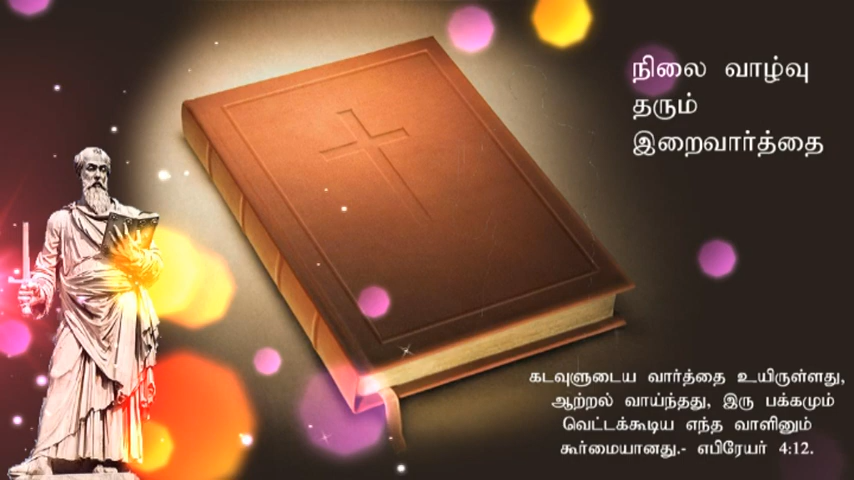 நிலை வாழ்வு
தரும்
இறைவார்த்தை
கடவுளுடைய வார்த்தை உயிருள்ளது,
ஆற்றல் வாய்ந்தது, இரு பக்கமும்
வெட்டக்கூடிய எந்த வாளினும்
கூர்மையானது.- எபிரேயர் 4:12.